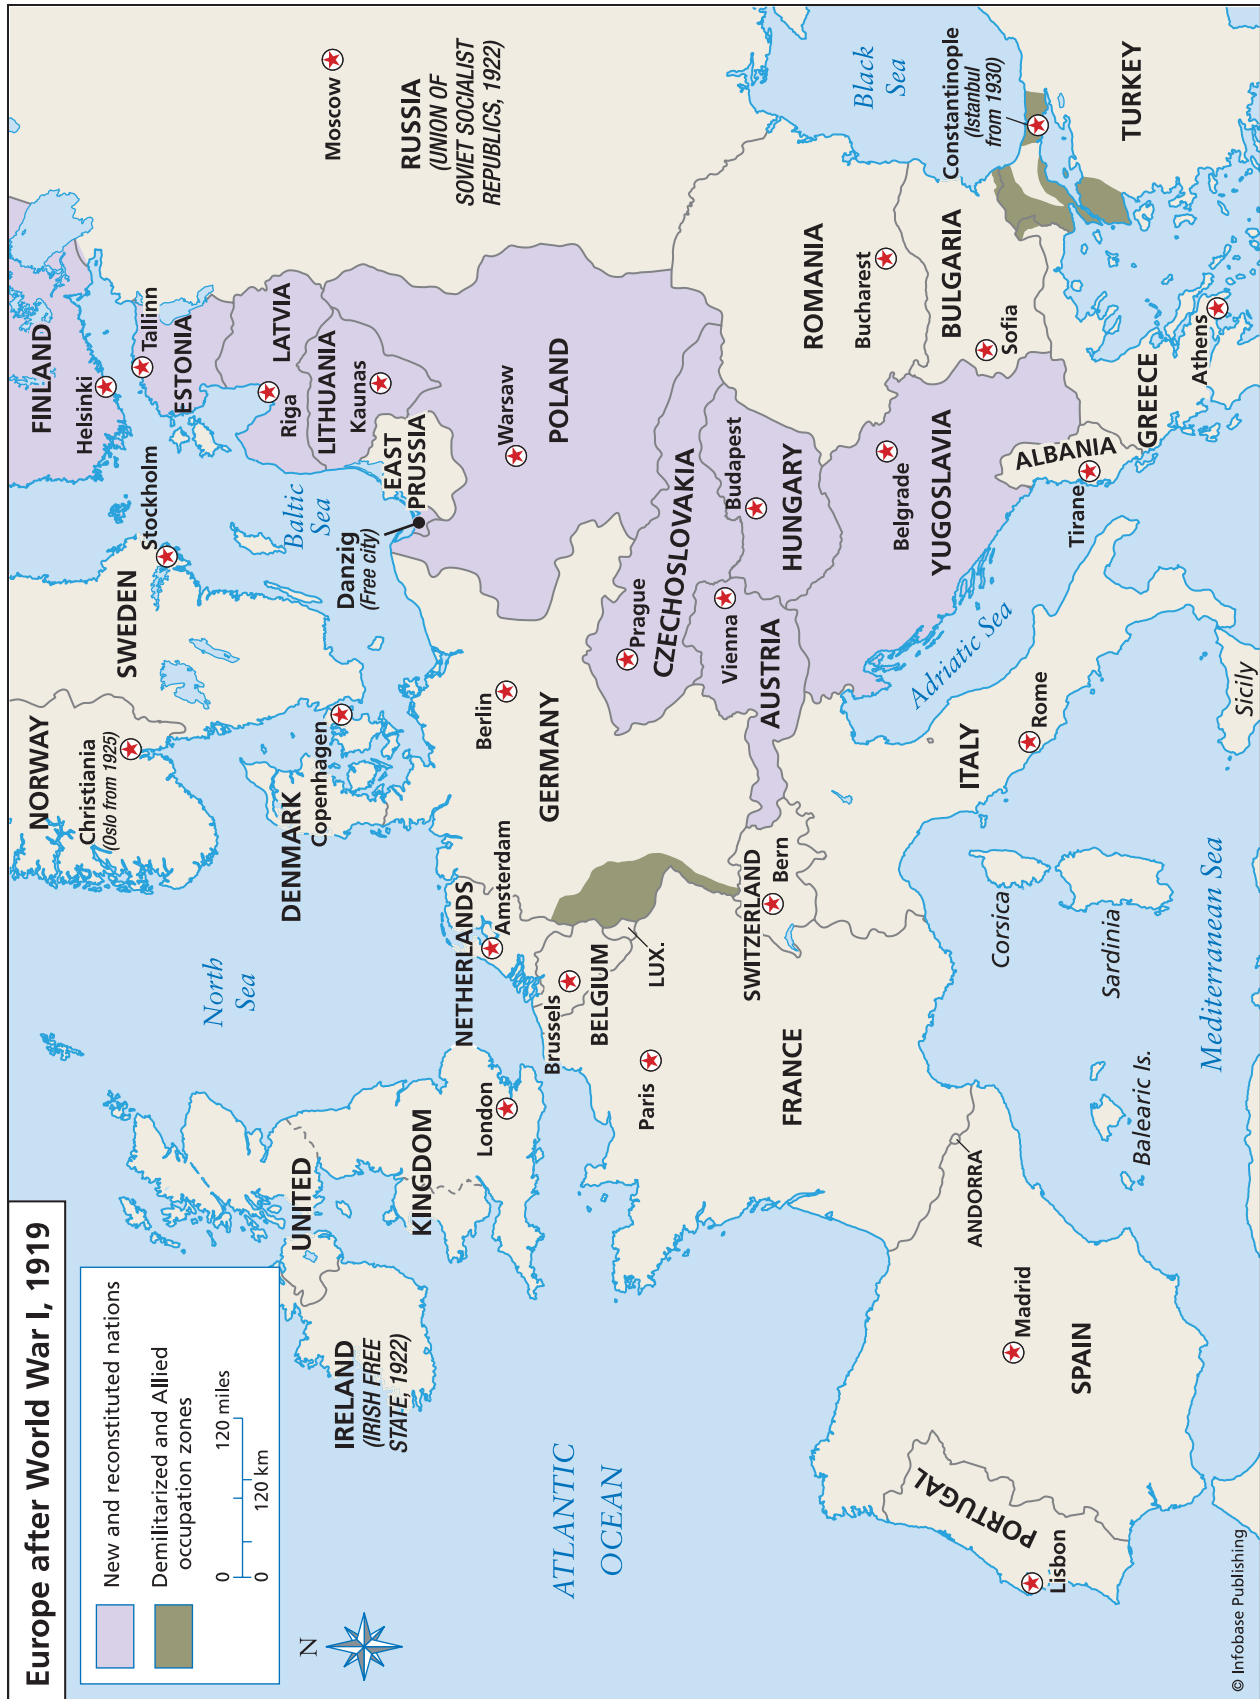 Europe after World War I, 1919
New and reconstituted nations
Demilitarized and Allied
occupation zones
0
120 miles
0
120 km
N
NORWAY
Christiania
(Oslo from 1925)
SWEDEN
Stockholm
FINLAND
Helsinki
Tallinn
ESTONIA
LATVIA
Riga
LITHUANIA
Kaunas
EAST
PRUSSIA
Moscow
RUSSIA
(UNION OF
SOVIET SOCIALIST
REPUBLICS, 1922)
Baltic
Sea
Danzig
(Free city)
North
Sea
DENMARK
Copenhagen
UNITED
KINGDOM
London
IRELAND
(IRISH FREE
STATE, 1922)
NETHERLANDS
Amsterdam
Brussels
BELGIUM
LUX.
Berlin
GERMANY
Warsaw
POLAND
Prague
CZECHOSLOVAKIA
Vienna
AUSTRIA
Budapest
HUNGARY
ATLANTIC
OCEAN
Paris
FRANCE
SWITZERLAND
Bern
ROMANIA
Bucharest
Belgrade
YUGOSLAVIA
BULGARIA
Sofia
Black
Sea
Constantinople
(Istanbul
from 1930)
TURKEY
Adriatic Sea
ITALY
Rome
ALBANIA
Tirane
GREECE
Athens
ANDORRA
Corsica
Sardinia
Sicily
Balearic Is.
Mediterranean Sea
Madrid
SPAIN
PORTUGAL
Lisbon
© Infobase Publishing